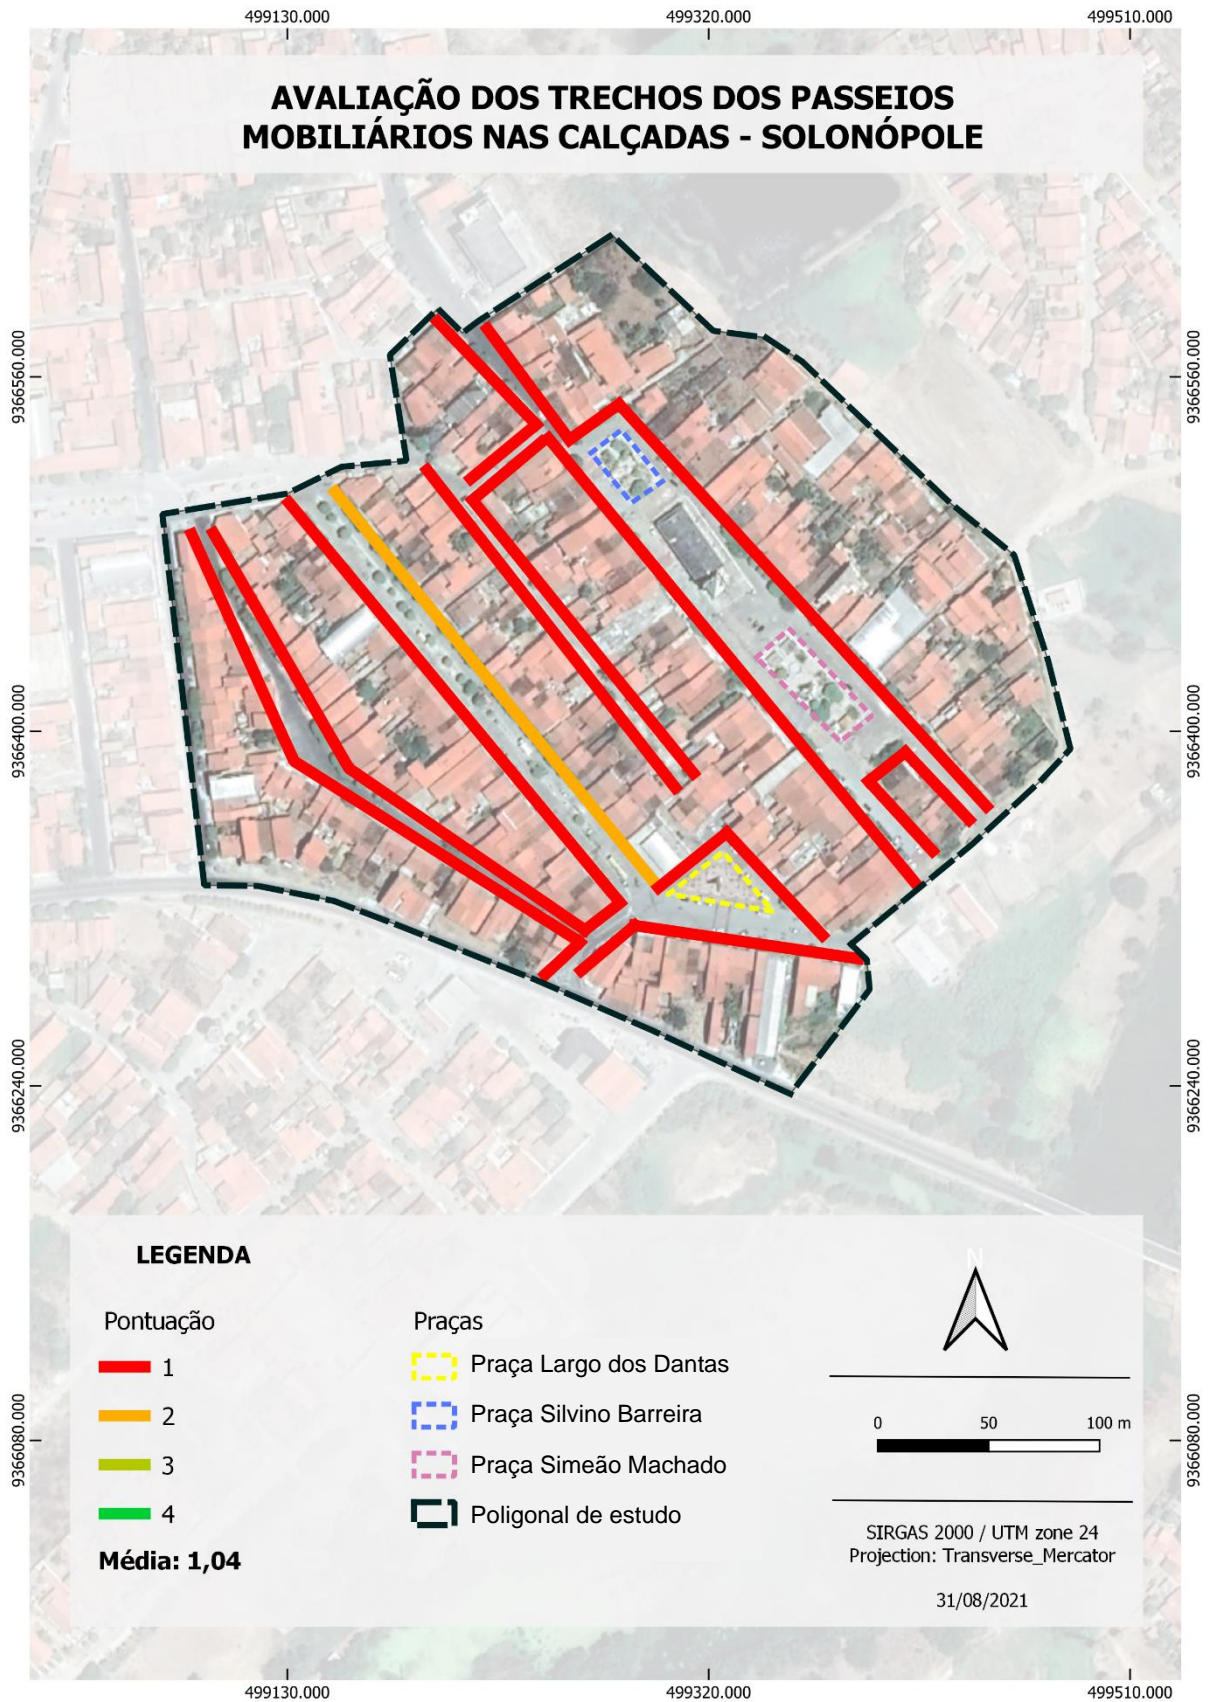 499130.000
499320.000
499510.000
AVALIAÇÃO DOS TRECHOS DOS PASSEIOS
MOBILIÁRIOS NAS CALÇADAS - SOLONÓPOLE
9366560.000
9366560.000
9366400.000
9366400.000
9366240.000
9366240.000
9366080.000
9366080.000
LEGENDA
Pontuação
1
2
3
4
Média: 1,04
Praças
Praça Largo dos Dantas
Praça Silvino Barreira
Praça Simeão Machado
Poligonal de estudo
N
0 50 100 m
SIRGAS 2000 / UTM zone 24
Projection: Transverse_Mercator
31/08/2021
499130.000
499320.000
499510.000